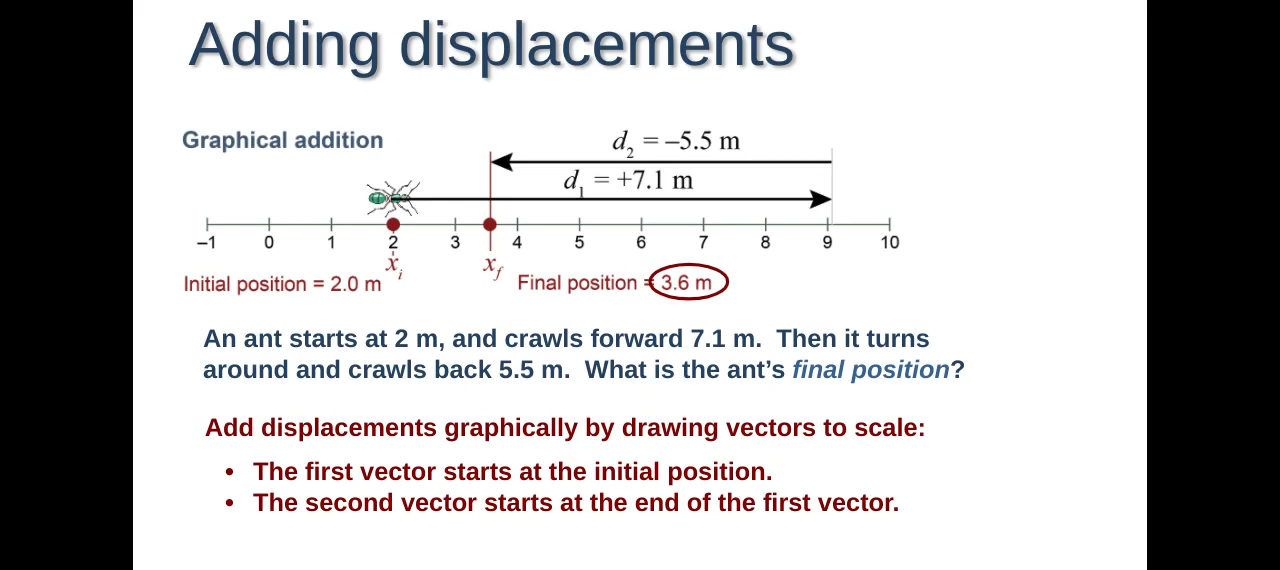 Adding displacements
Graphical addition
d2 = –5.5 m
d1 = +7.1 m
–1 0 1 2 3 4 5 6 7 8 9 10
xi xf
Initial position = 2.0 m Final position = 3.6 m
An ant starts at 2 m, and crawls forward 7.1 m. Then it turns
around and crawls back 5.5 m. What is the ant’s final position?
Add displacements graphically by drawing vectors to scale:
• The first vector starts at the initial position.
• The second vector starts at the end of the first vector.